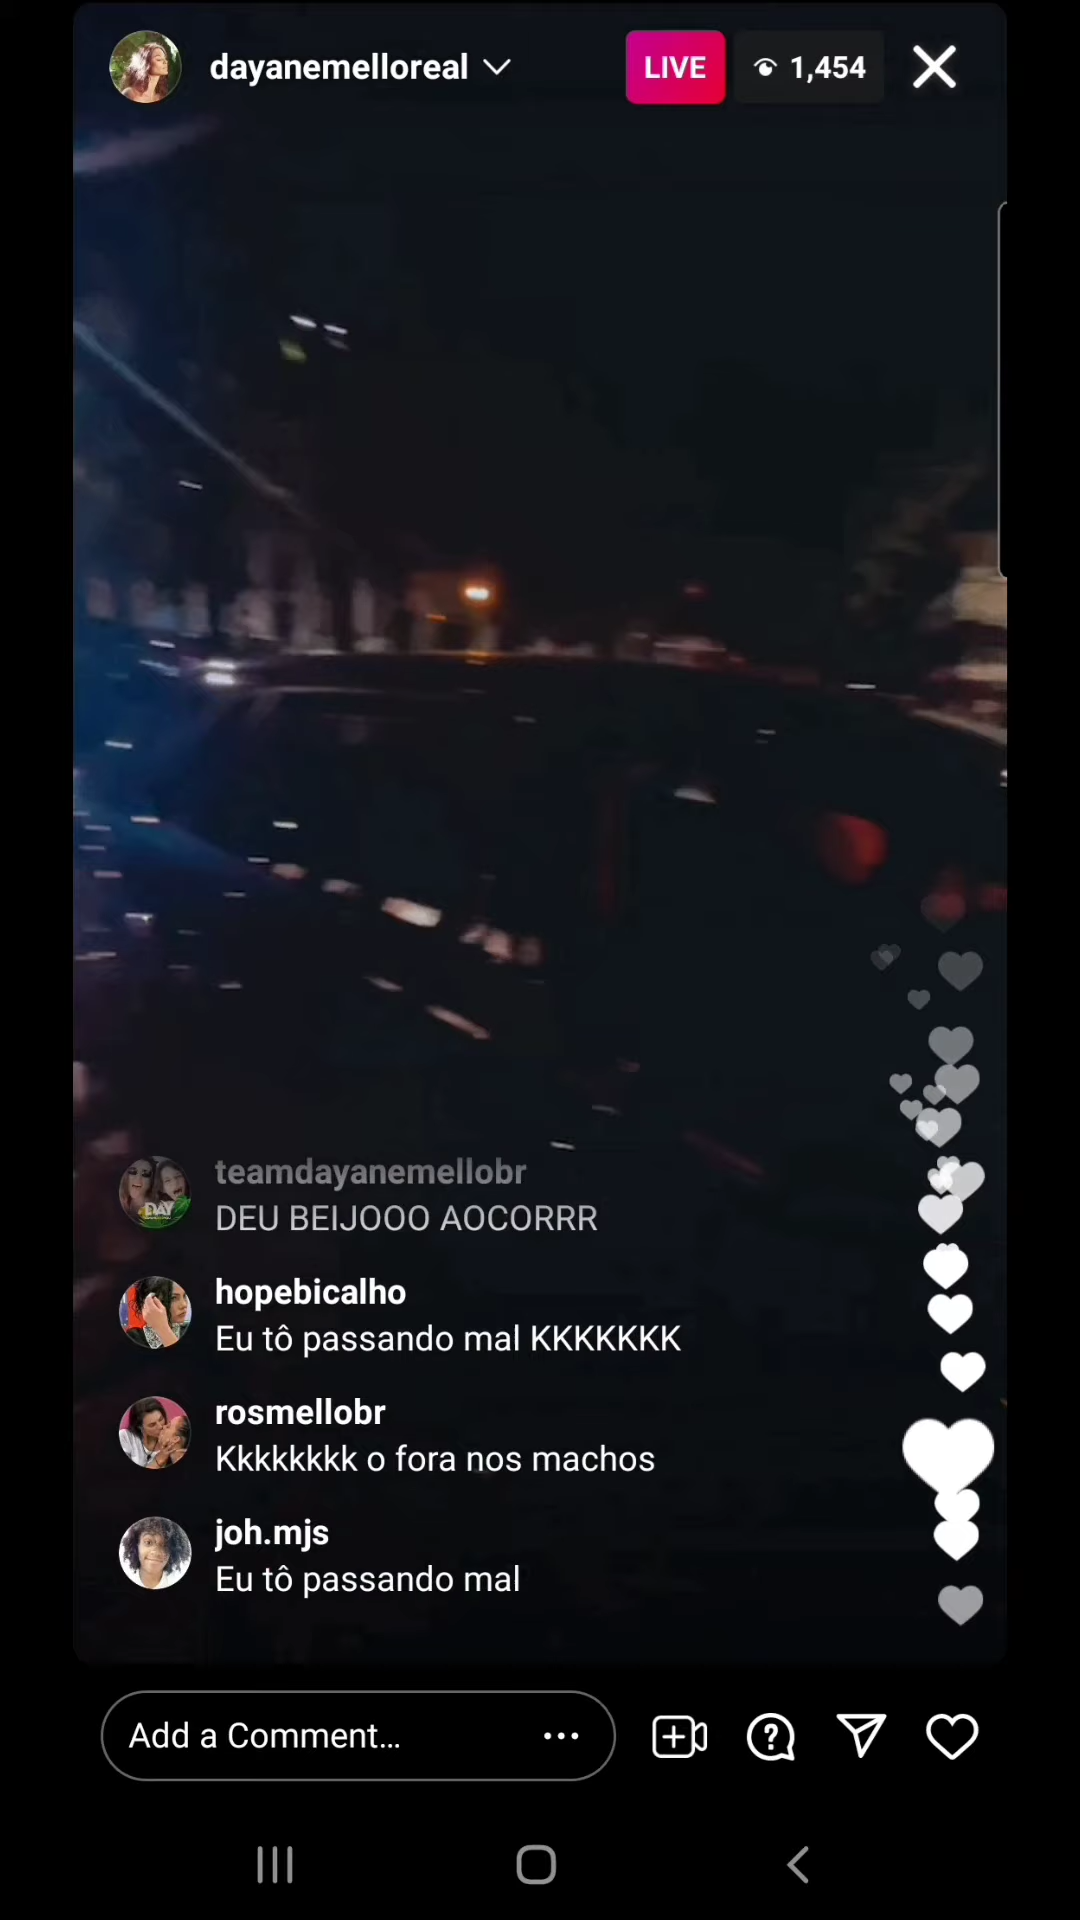 dayanemelloreal
LIVE
1,454
teamdayanemellobr
DEU BEIJOOO AOCORRR
hopebicalho
Eu tô passando mal KKKKKKK
rosmellobr
Kkkkkkkk o fora nos machos
joh.mjs
Eu tô passando mal
Add a Comment...